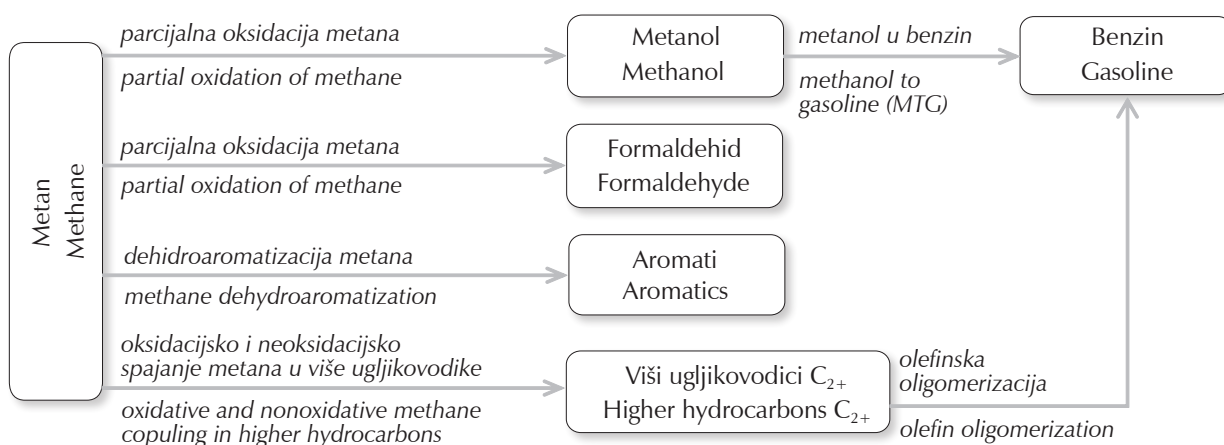 Metan
Methane
parcijalna oksidacija metana
partial oxidation of methane
Metanol
Methanol
metanol u benzin
methanol to
gasoline (MTG)
Benzin
Gasoline
parcijalna oksidacija metana
partial oxidation of methane
Formaldehid
Formaldehyde
dehidroaromatizacija metana
methane dehydroaromatization
Aromati
Aromatics
oksidacijsko i neoksidacijsko
spajanje metana u više ugljikovodike
oxidative and nonoxidative methane
copuling in higher hydrocarbons
Viši ugljikovodici C₂₊
Higher hydrocarbons C₂₊
olefinska
oligomerizacija
olefin oligomerization